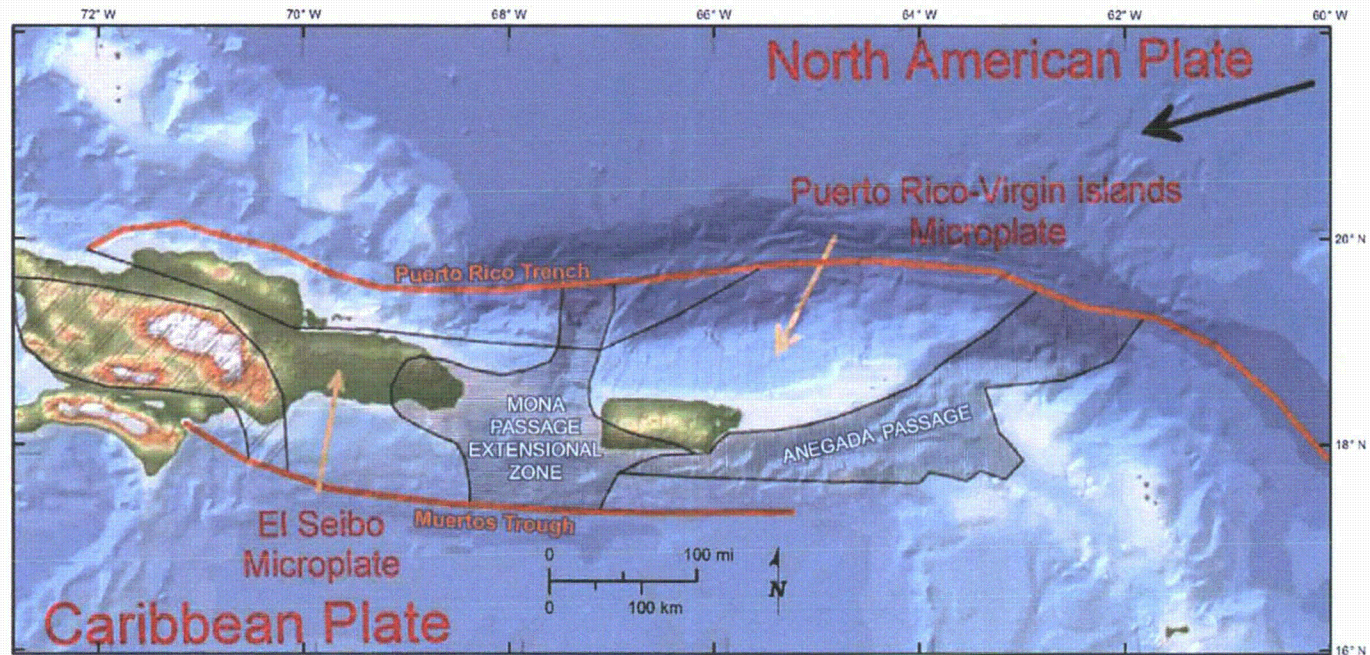 72° W 70° W 68° W 66° W 64° W 62° W 60° W
North American Plate
Puerto Rico-Virgin Islands
Microplate
20° N
Puerto Rico Trench
MONA
PASSAGE
EXTENSIONAL
ZONE
ANEGADA PASSAGE
18° N
Muertos Trough
El Seibo
Microplate
0 100 mi
0 100 km
N
Caribbean Plate
16° N